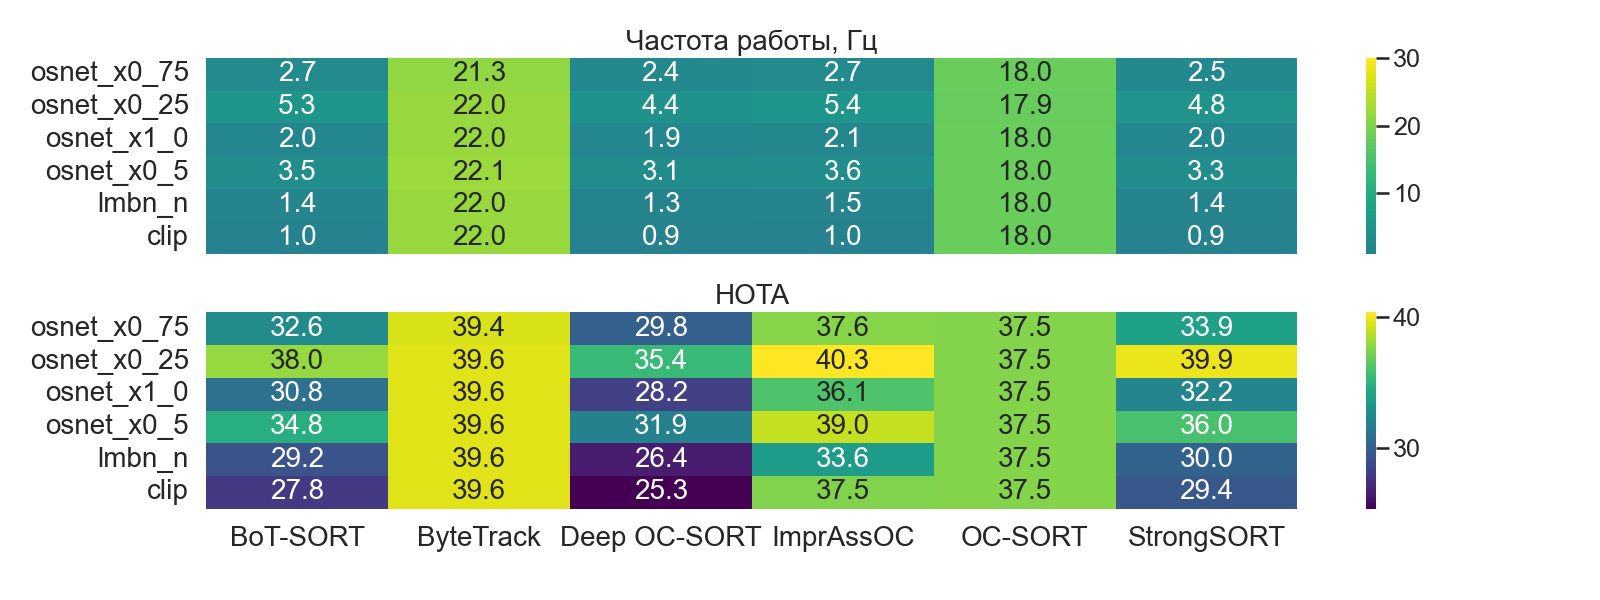 Частота работы, Гц
osnet_x0_75 2.7 21.3 2.4 2.7 18.0 2.5
osnet_x0_25 5.3 22.0 4.4 5.4 17.9 4.8
osnet_x1_0 2.0 22.0 1.9 2.1 18.0 2.0
osnet_x0_5 3.5 22.1 3.1 3.6 18.0 3.3
lmbn_n 1.4 22.0 1.3 1.5 18.0 1.4
clip 1.0 22.0 0.9 1.0 18.0 0.9
30
20
10
HOTA
osnet_x0_75 32.6 39.4 29.8 37.6 37.5 33.9
osnet_x0_25 38.0 39.6 35.4 40.3 37.5 39.9
osnet_x1_0 30.8 39.6 28.2 36.1 37.5 32.2
osnet_x0_5 34.8 39.6 31.9 39.0 37.5 36.0
lmbn_n 29.2 39.6 26.4 33.6 37.5 30.0
clip 27.8 39.6 25.3 37.5 37.5 29.4
40
30
BoT-SORT ByteTrack Deep OC-SORT ImprAssOC OC-SORT StrongSORT